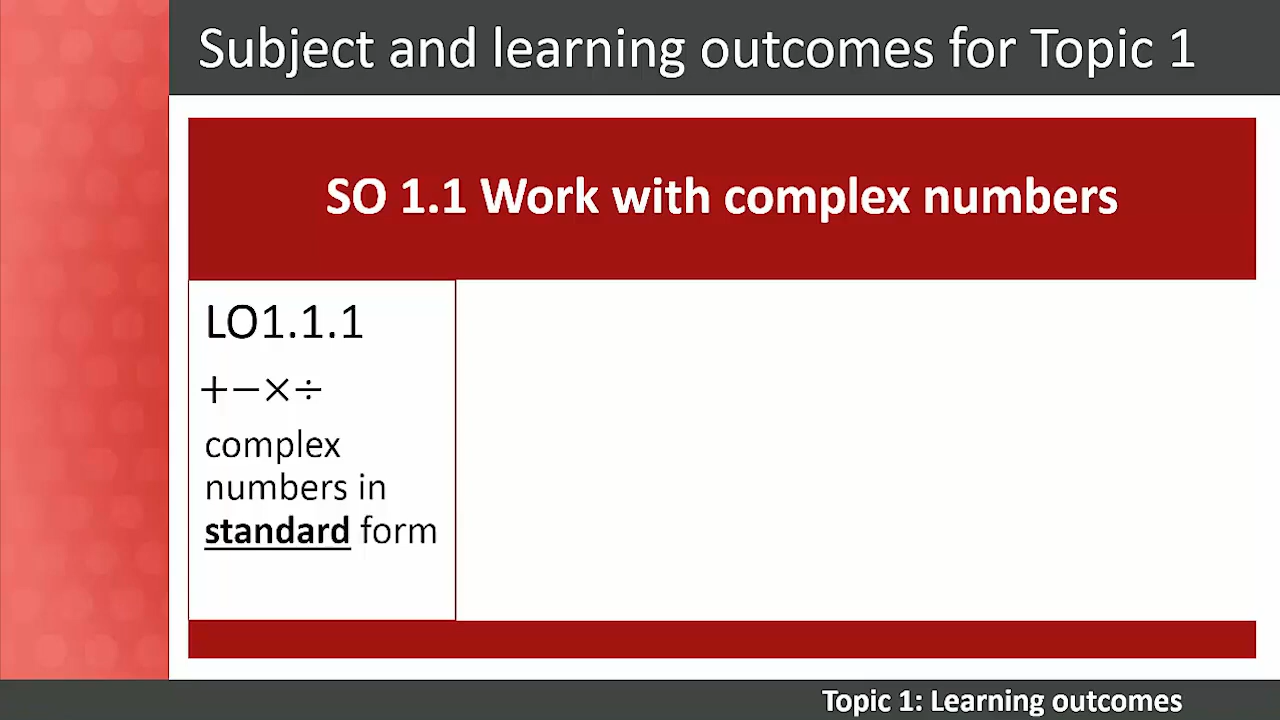 Subject and learning outcomes for Topic 1
SO 1.1 Work with complex numbers
LO1.1.1
+−×÷
complex
numbers in
standard form
Topic 1: Learning outcomes